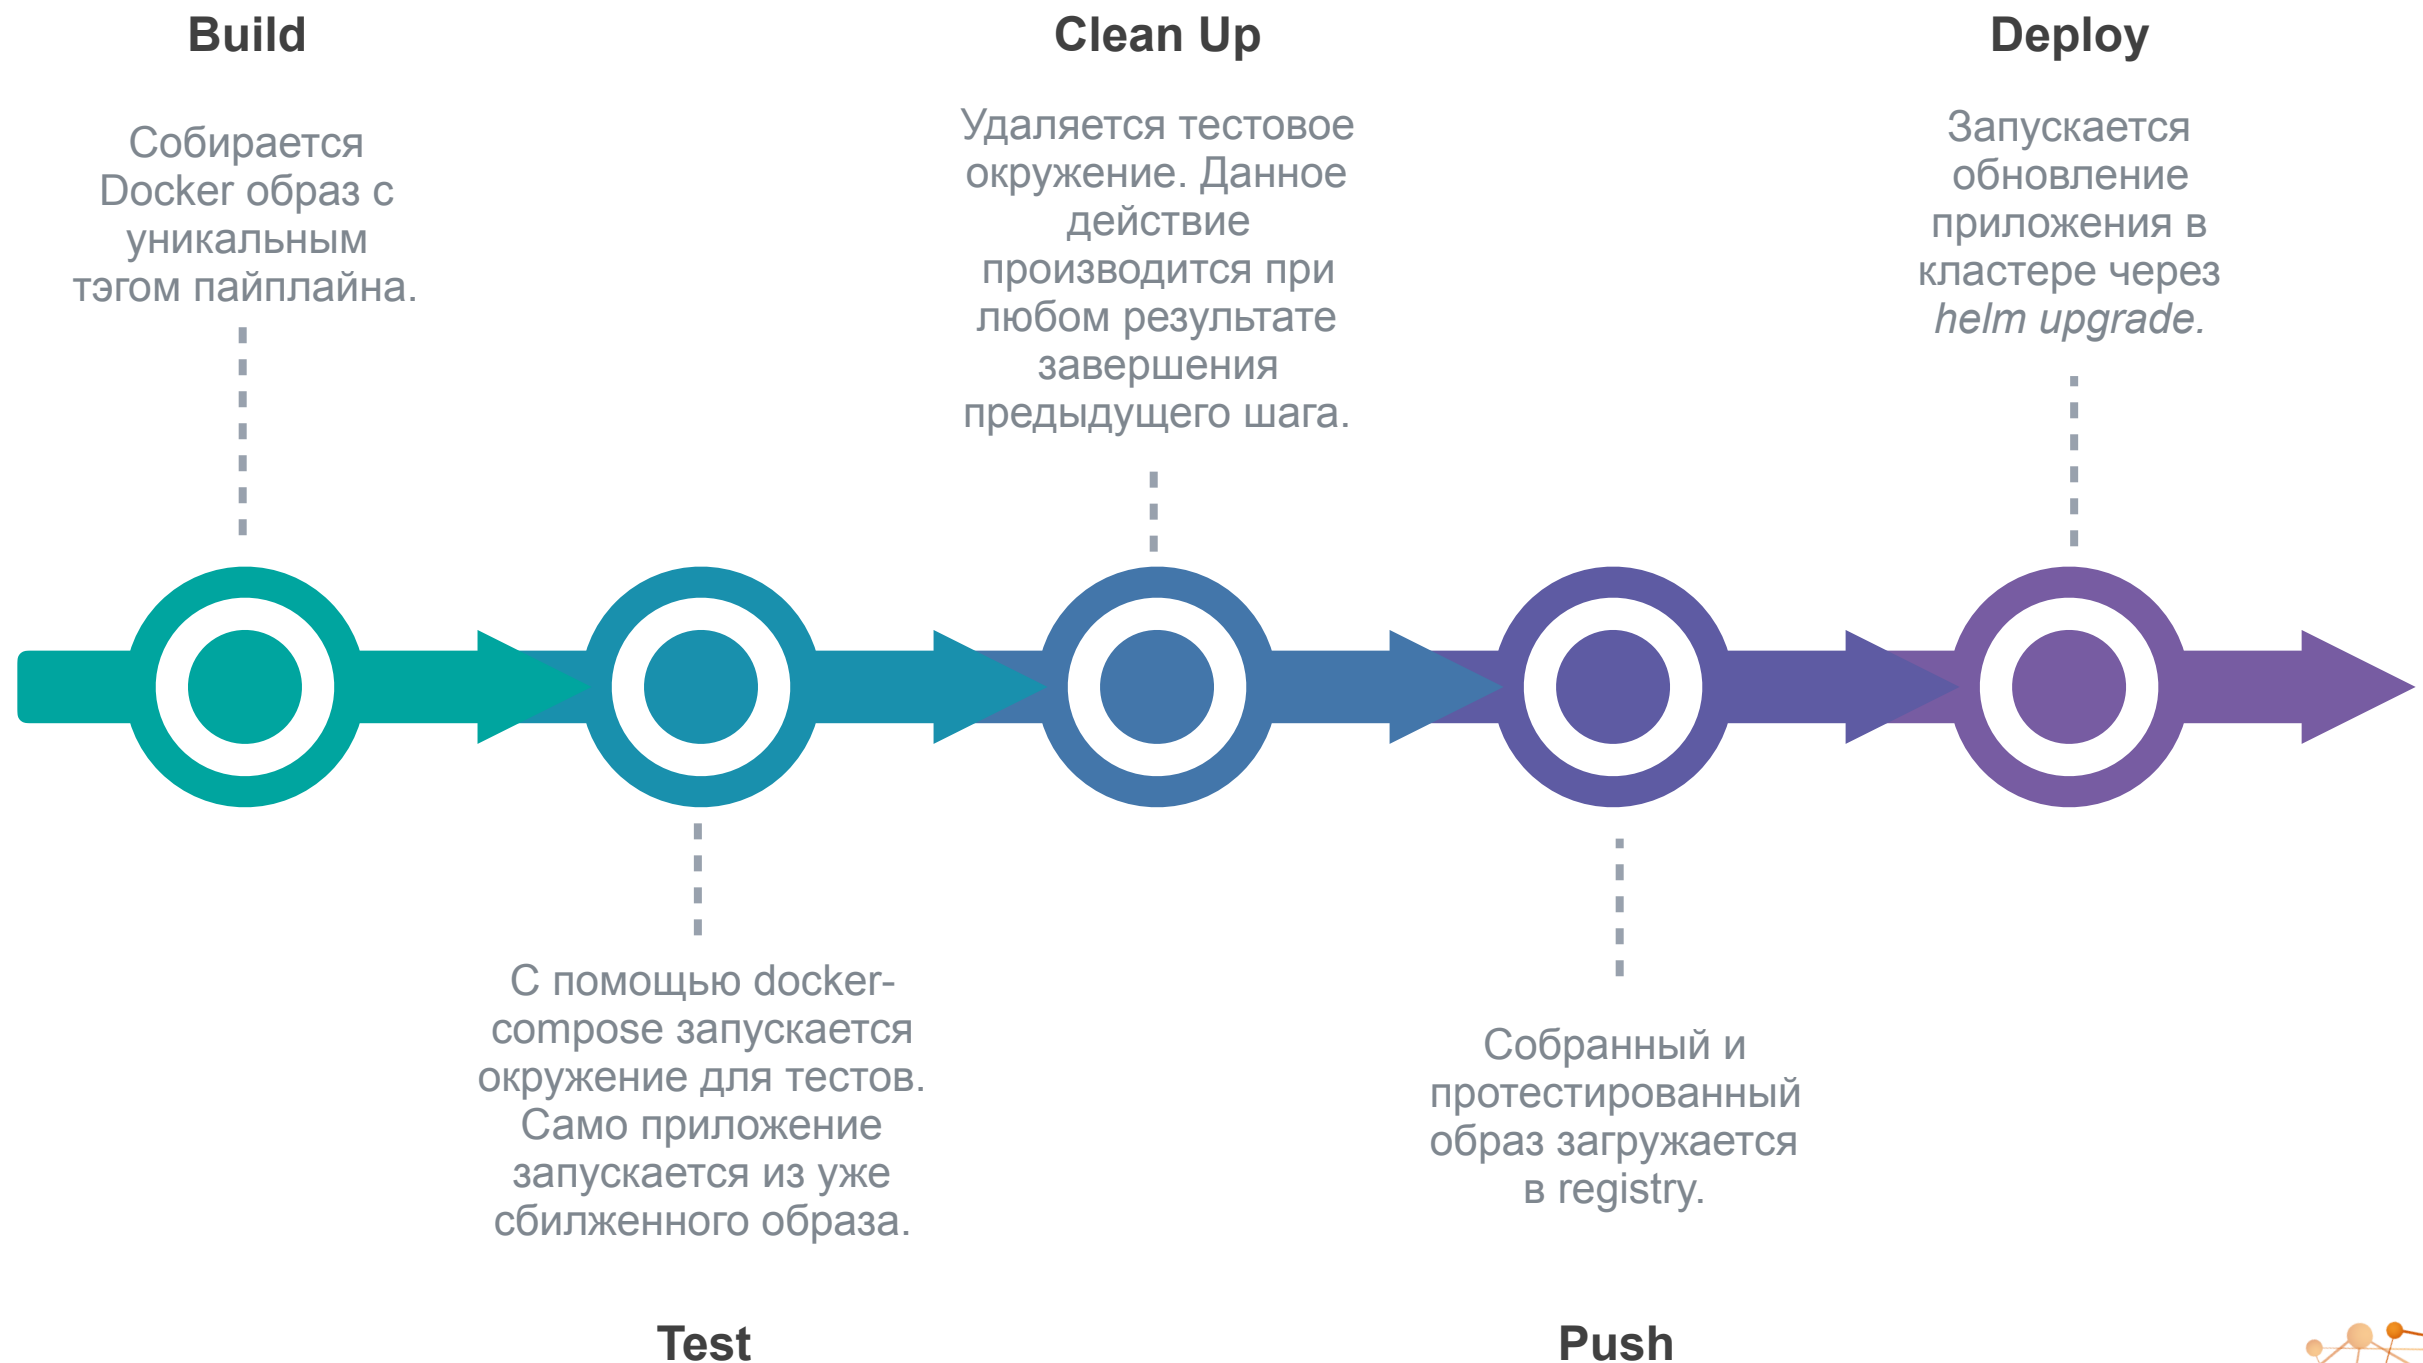 Build
Собирается
Docker образ с
уникальным
тэгом пайплайна.
Clean Up
Удаляется тестовое
окружение. Данное
действие
производится при
любом результате
завершения
предыдущего шага.
Deploy
Запускается
обновление
приложения в
кластере через
helm upgrade.
С помощью docker-
compose запускается
окружение для тестов.
Само приложение
запускается из уже
сбилженного образа.
Test
Собранный и
протестированный
образ загружается
в registry.
Push